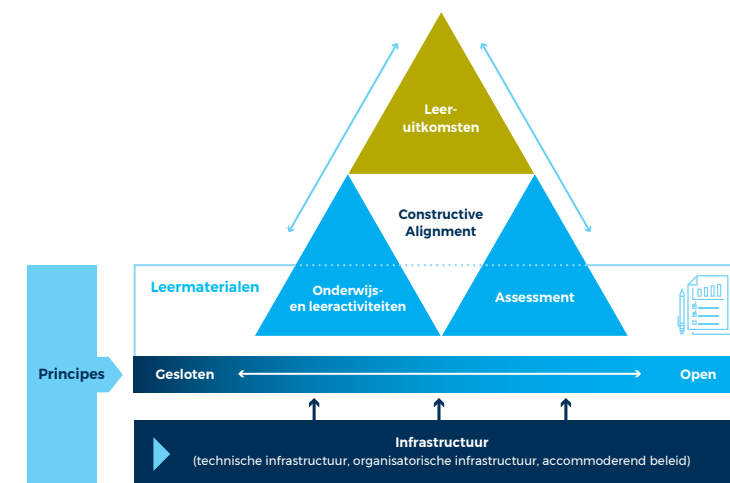 Leer-
uitkomsten
Constructive
Alignment
Leermaterialen
Onderwijs-
en leeractiviteiten
Assessment
Principes
Gesloten
Open
Infrastructuur
(technische infrastructuur, organisatorische infrastructuur, accommoderend beleid)